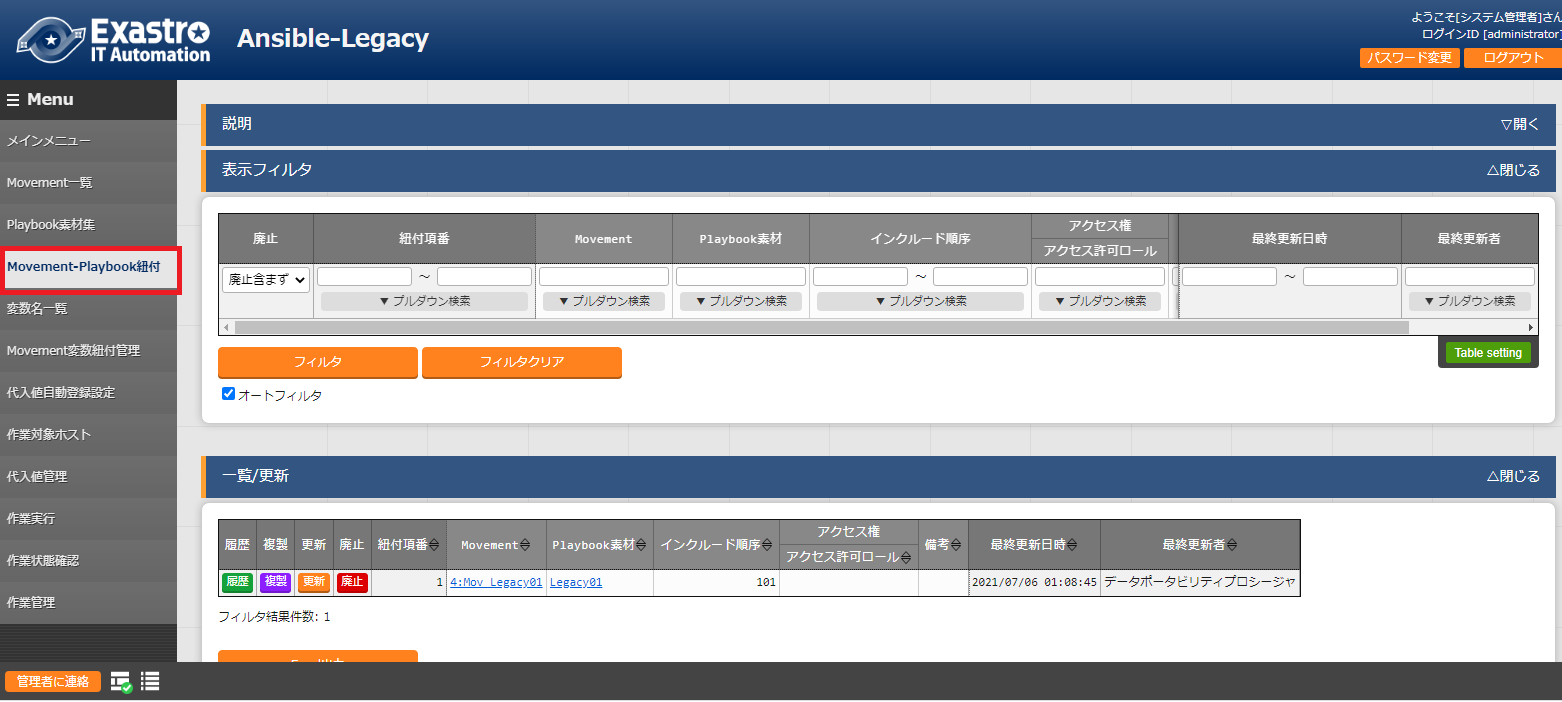 Exastro
IT Automation
Ansible-Legacy
ようこそ[システム管理者]さん
ログインID [administrator]
パスワード変更 ログアウト
Menu
メインメニュー
Movement一覧
Playbook素材集
Movement-Playbook紐付
変数名一覧
Movement変数紐付管理
代入値自動登録設定
作業対象ホスト
代入値管理
作業実行
作業状態確認
作業管理
管理者に連絡
説明 ▽開く
表示フィルタ △閉じる
廃止 紐付項番 Movement Playbook素材 インクルード順序 アクセス権 最終更新日時 最終更新者
アクセス許可ロール
廃止含まず ～ ～ ～
▼ プルダウン検索 ▼ プルダウン検索 ▼ プルダウン検索 ▼ プルダウン検索 ▼ プルダウン検索 ▼ プルダウン検索
フィルタ フィルタクリア Table setting
オートフィルタ
一覧/更新 △閉じる
履歴 複製 更新 廃止 紐付項番 Movement Playbook素材 インクルード順序 アクセス権 備考 最終更新日時 最終更新者
アクセス許可ロール
履歴 複製 更新 廃止 1 4:Mov Legacy01 Legacy01 101 2021/07/06 01:08:45 データポータビリティプロシージャ
フィルタ結果件数: 1